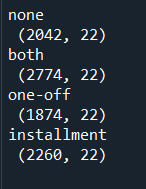 none
(2042, 22)
both
(2774, 22)
one-off
(1874, 22)
installment
(2260, 22)